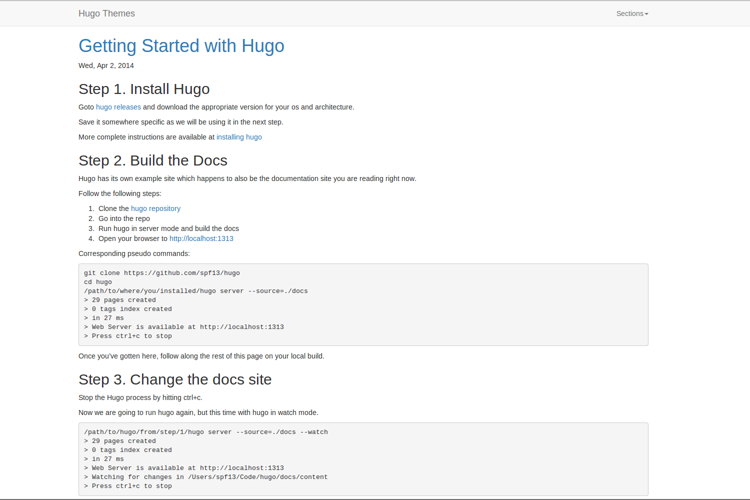 Hugo Themes
Sections
Getting Started with Hugo
Wed, Apr 2, 2014
Step 1. Install Hugo
Goto hugo releases and download the appropriate version for your os and architecture.
Save it somewhere specific as we will be using it in the next step.
More complete instructions are available at installing hugo
Step 2. Build the Docs
Hugo has its own example site which happens to also be the documentation site you are reading right now.
Follow the following steps:
1. Clone the hugo repository
2. Go into the repo
3. Run hugo in server mode and build the docs
4. Open your browser to http://localhost:1313
Corresponding pseudo commands:
git clone https://github.com/spf13/hugo
cd hugo
/path/to/where/you/installed/hugo server --source=./docs
> 29 pages created
> 0 tags index created
> in 27 ms
> Web Server is available at http://localhost:1313
> Press ctrl+c to stop
Once you've gotten here, follow along the rest of this page on your local build.
Step 3. Change the docs site
Stop the Hugo process by hitting ctrl+c.
Now we are going to run hugo again, but this time with hugo in watch mode.
/path/to/hugo/from/step/1/hugo server --source=./docs --watch
> 29 pages created
> 0 tags index created
> in 27 ms
> Web Server is available at http://localhost:1313
> Watching for changes in /Users/spf13/Code/hugo/docs/content
> Press ctrl+c to stop